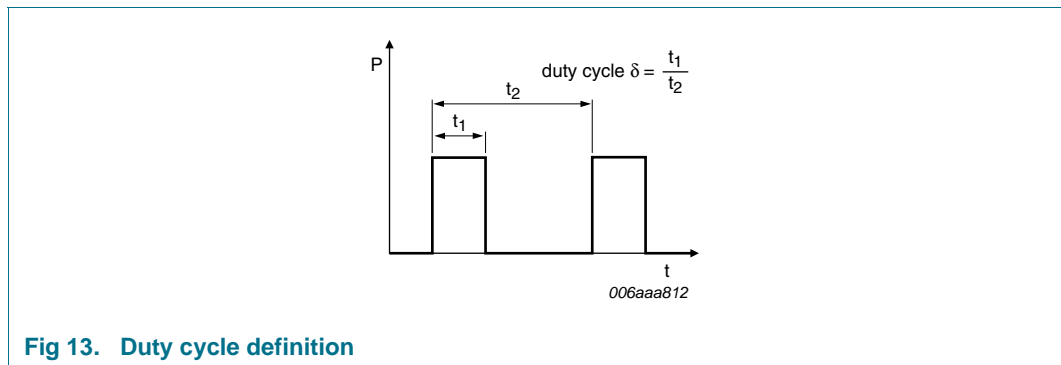 P
duty cycle δ = t1
t2
t2
t1
t
006aaa812
Fig 13. Duty cycle definition